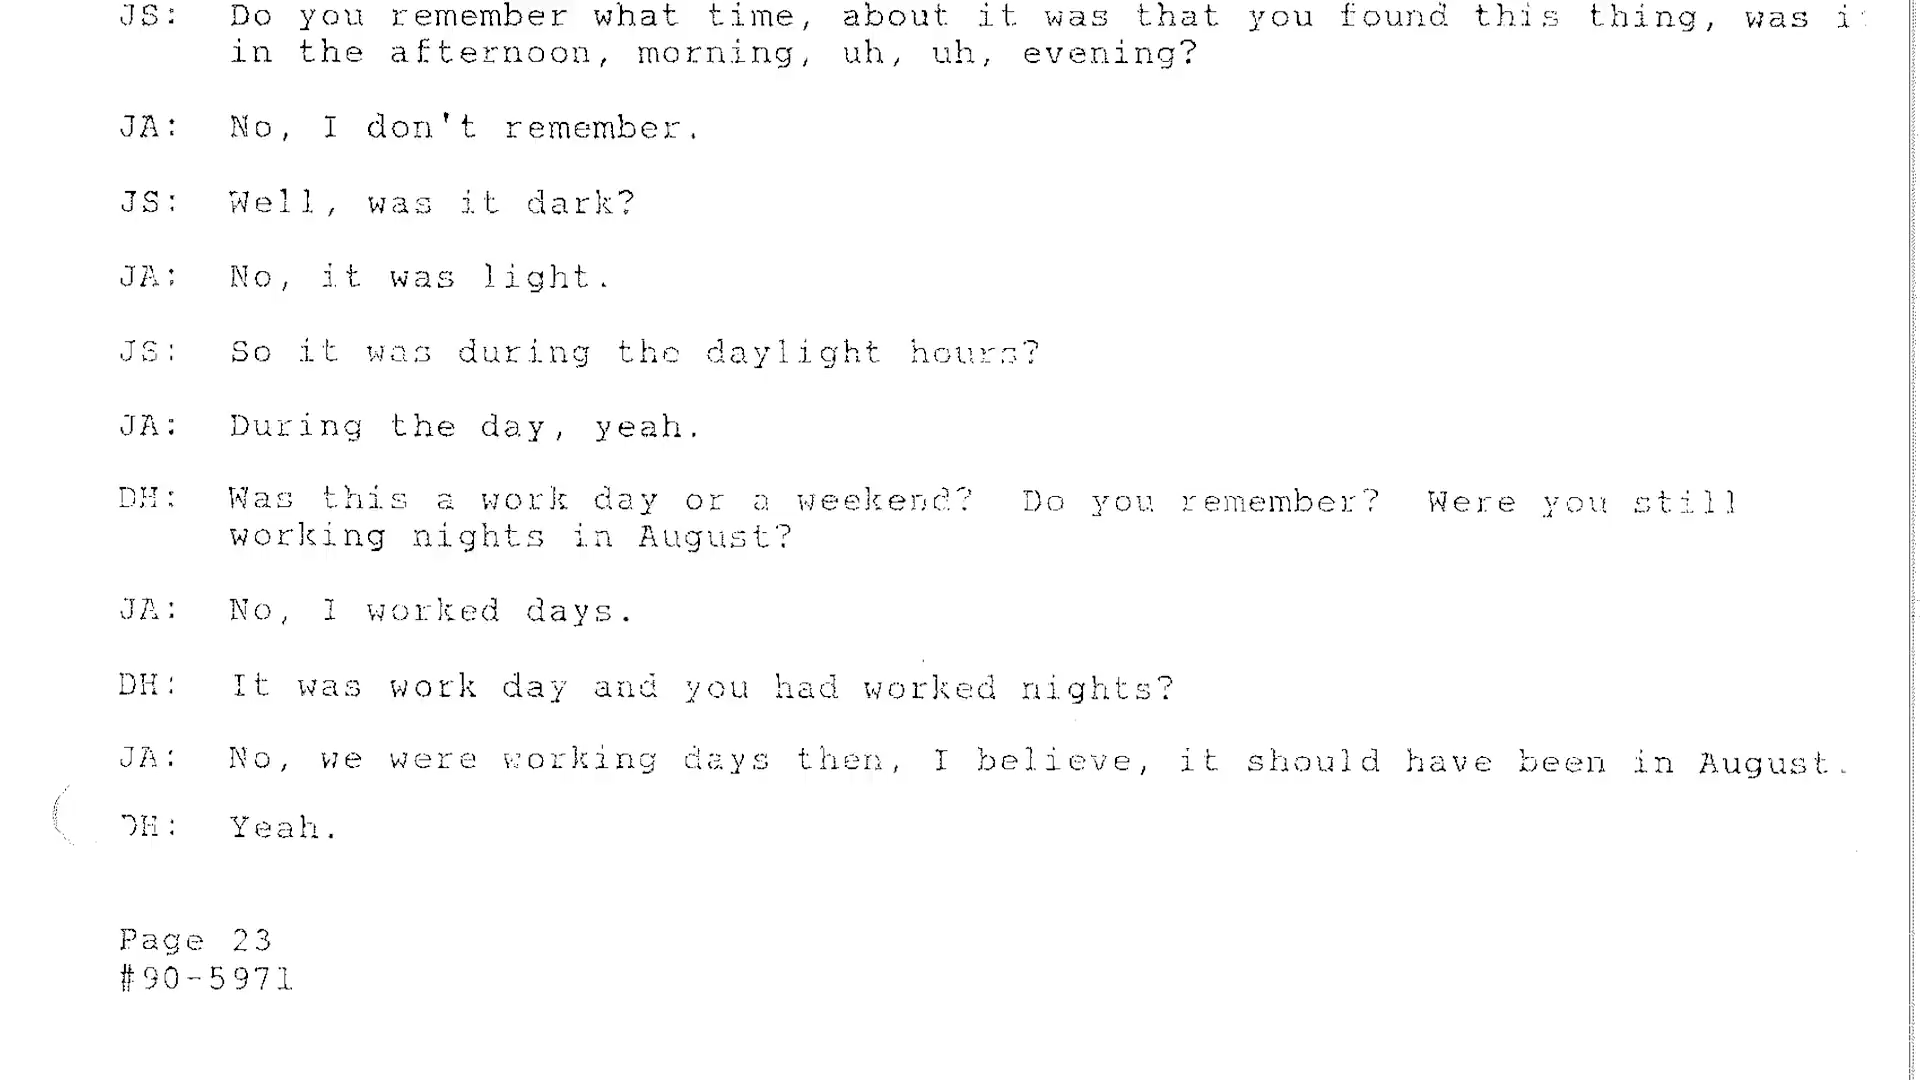 JS: Do you remember what time, about it was that you found this thing, was i
in the afternoon, morning, uh, uh, evening?
JA: No, I don't remember.
JS: Well, was it dark?
JA: No, it was light.
JS: So it was during the daylight hours?
JA: During the day, yeah.
DH: Was this a work day or a weekend? Do you remember? Were you still
working nights in August?
JA: No, I worked days.
DH: It was work day and you had worked nights?
JA: No, we were working days then, I believe, it should have been in August.
DH: Yeah.
Page 23
#90-5971